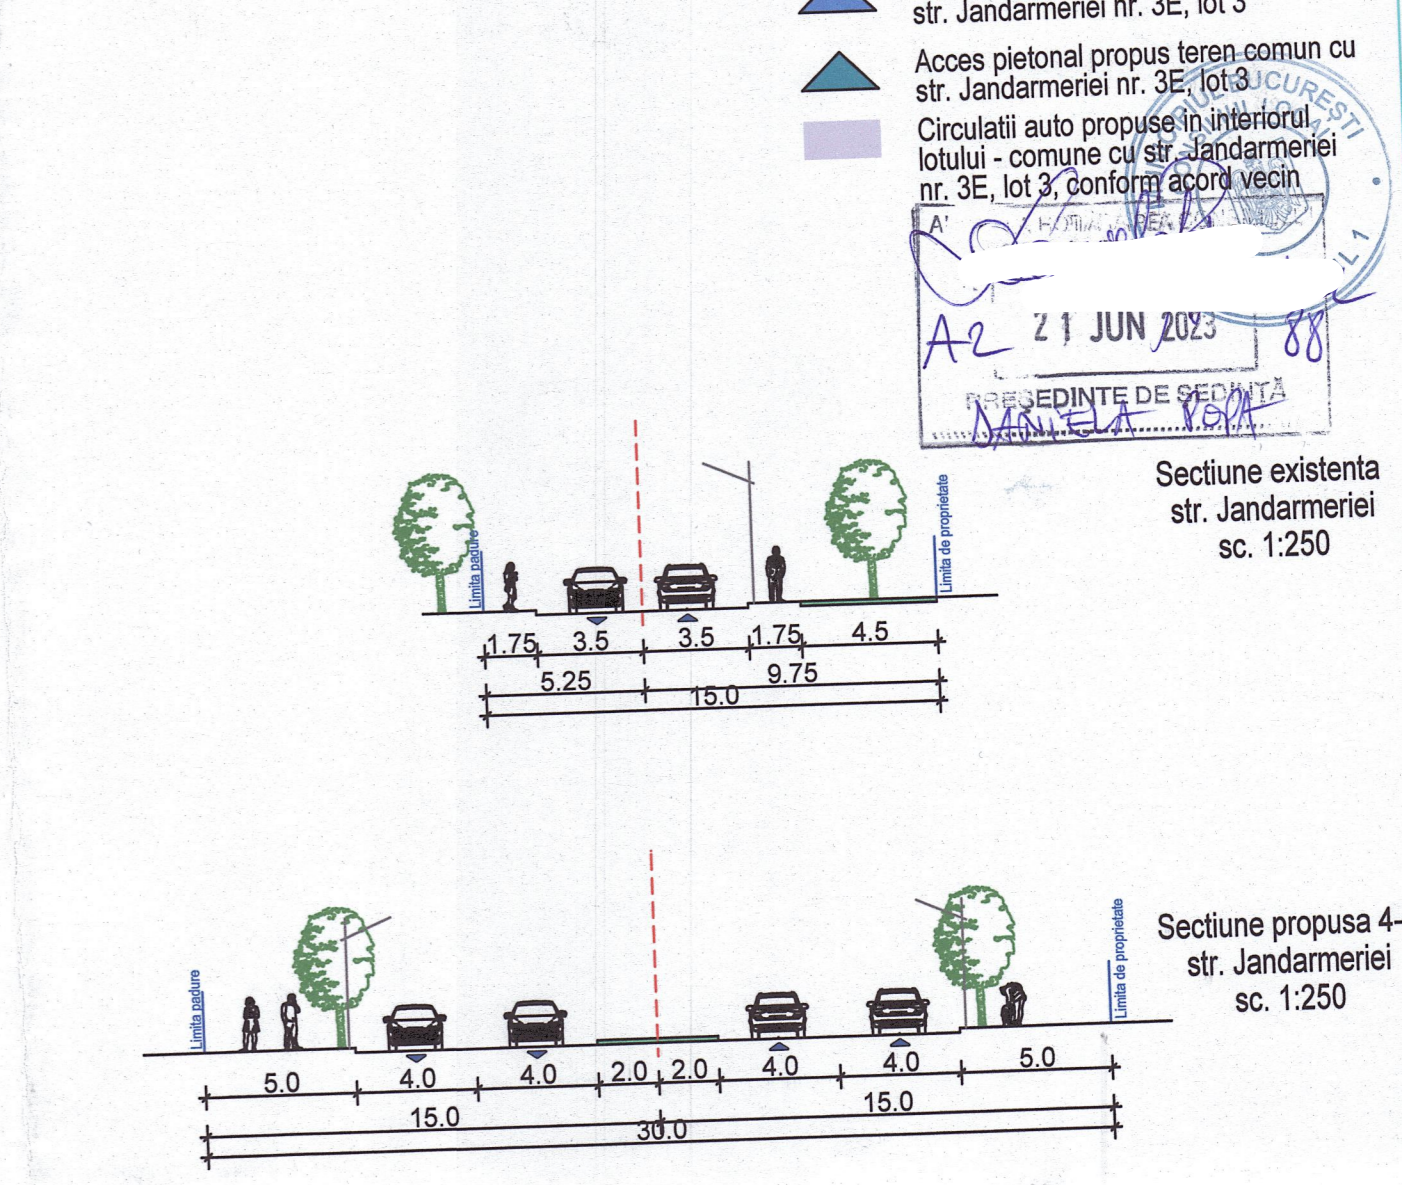 str. Jandarmeriei nr. 3E, lot 3
Acces pietonal propus teren comun cu
str. Jandarmeriei nr. 3E, lot 3
Circulatii auto propuse in interiorul
lotului - comune cu str. Jandarmeriei
nr. 3E, lot 3, conform acord vecin
BUCUREȘTI
CONSILIUL LOCAL
A2
21 JUN 2023
88
PREȘEDINTE DE ȘEDINȚĂ
DANIELA POPA
Sectiune existenta
str. Jandarmeriei
sc. 1:250
Limita padure
Limita de proprietate
1.75
3.5
3.5
1.75
4.5
5.25
9.75
15.0
Sectiune propusa 4-
str. Jandarmeriei
sc. 1:250
Limita padure
Limita de proprietate
5.0
4.0
4.0
2.0
2.0
4.0
4.0
5.0
15.0
15.0
30.0